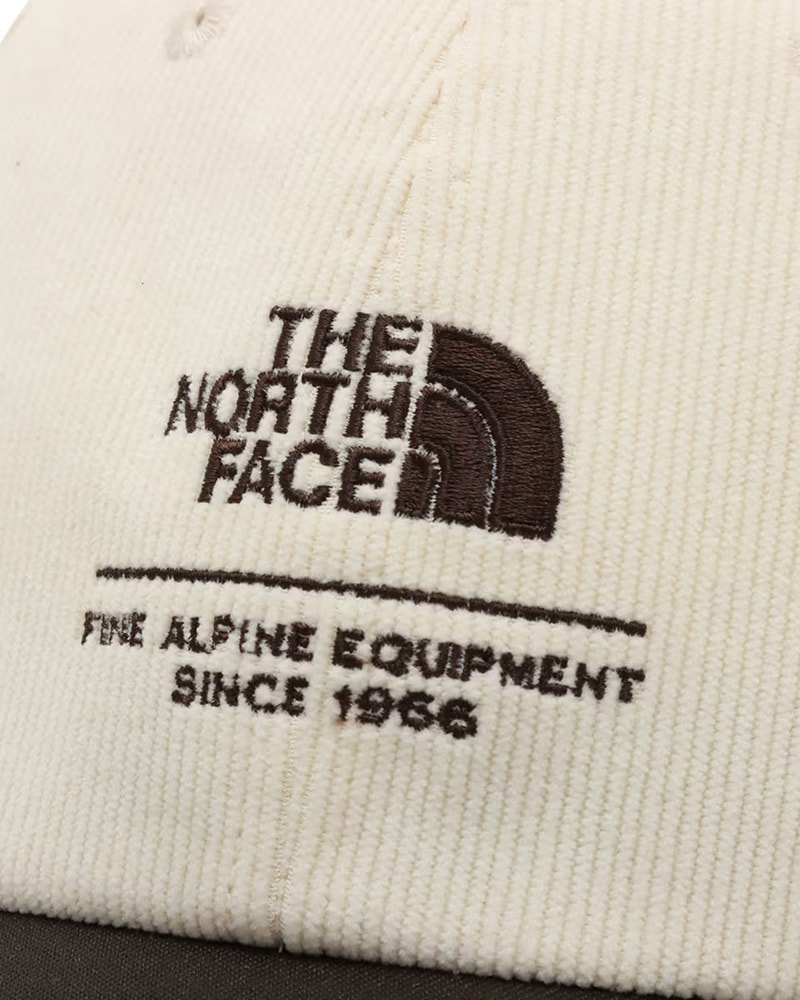 THE
NORTH
FACE
FINE ALPINE EQUIPMENT
SINCE 1966